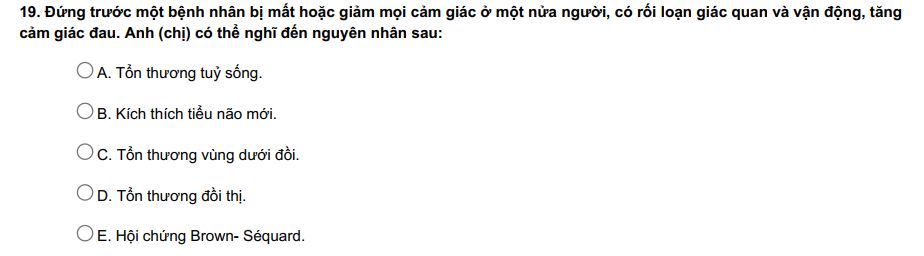 19. Đứng trước một bệnh nhân bị mất hoặc giảm mọi cảm giác ở một nửa người, có rối loạn giác quan và vận động, tăng
cảm giác đau. Anh (chị) có thể nghĩ đến nguyên nhân sau:
A. Tổn thương tuỷ sống.
B. Kích thích tiểu não mới.
C. Tổn thương vùng dưới đồi.
D. Tổn thương đồi thị.
E. Hội chứng Brown- Séquard.